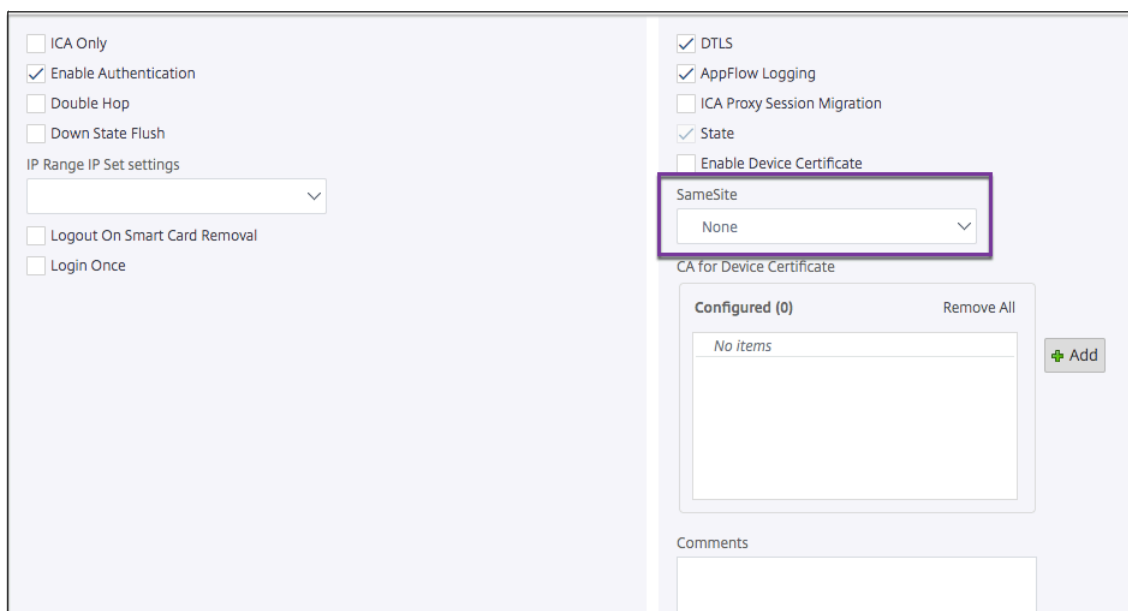 ICA Only
Enable Authentication
Double Hop
Down State Flush
IP Range IP Set settings
Logout On Smart Card Removal
Login Once
DTLS
AppFlow Logging
ICA Proxy Session Migration
State
Enable Device Certificate
SameSite
None
CA for Device Certificate
Configured (0) Remove All
No items
Add
Comments